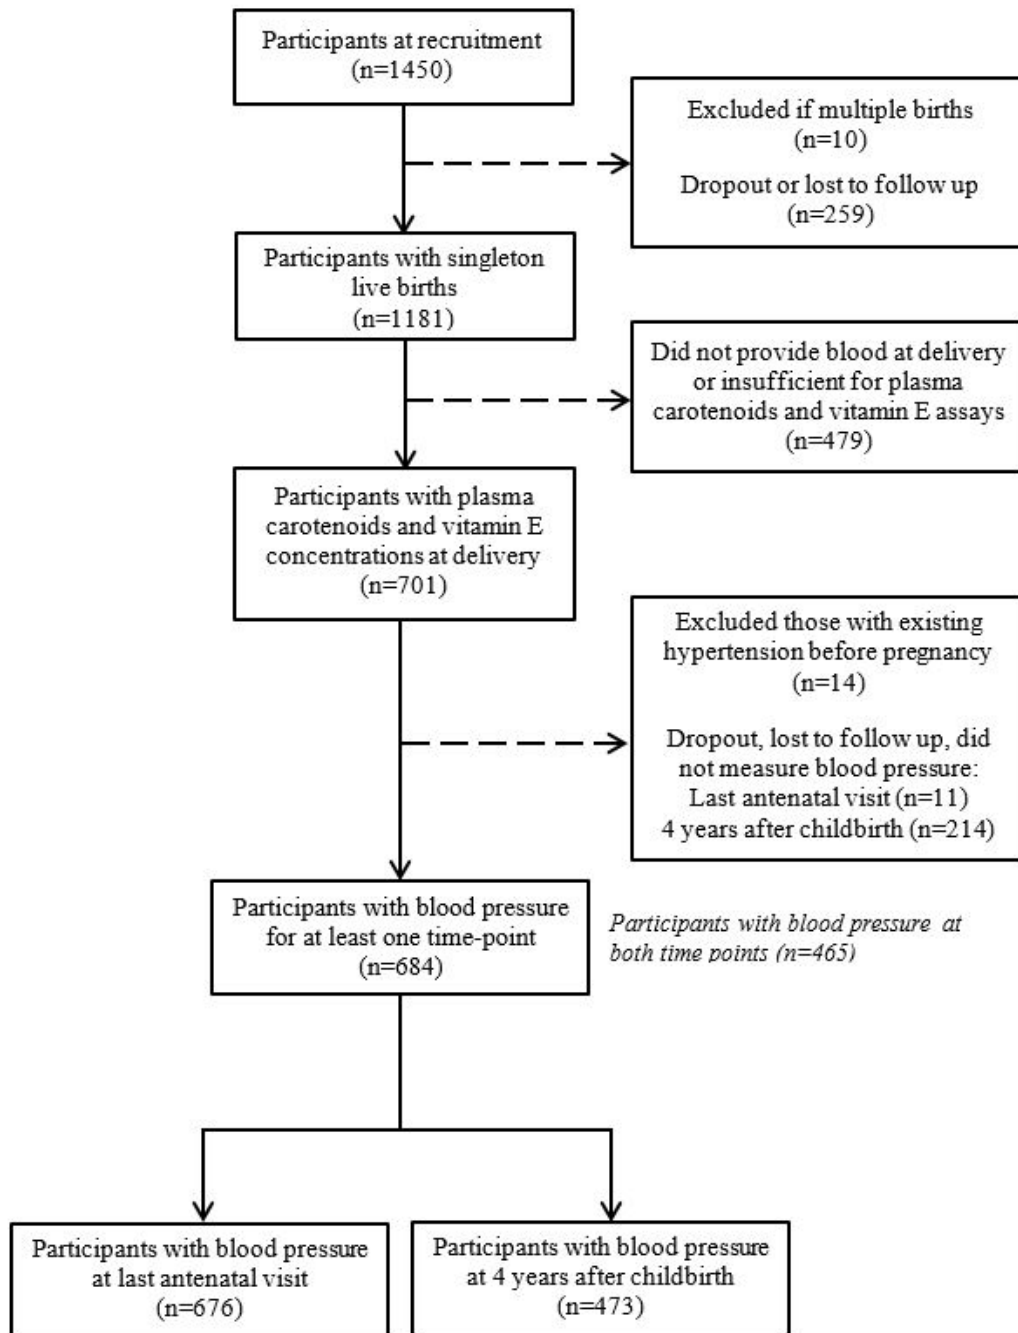 Participants at recruitment
(n=1450)
Excluded if multiple births
(n=10)
Dropout or lost to follow up
(n=259)
Participants with singleton
live births
(n=1181)
Did not provide blood at delivery
or insufficient for plasma
carotenoids and vitamin E assays
(n=479)
Participants with plasma
carotenoids and vitamin E
concentrations at delivery
(n=701)
Excluded those with existing
hypertension before pregnancy
(n=14)
Dropout, lost to follow up, did
not measure blood pressure:
Last antenatal visit (n=11)
4 years after childbirth (n=214)
Participants with blood pressure
for at least one time-point
(n=684)
Participants with blood pressure at
both time points (n=465)
Participants with blood pressure
at last antenatal visit
(n=676)
Participants with blood pressure
at 4 years after childbirth
(n=473)